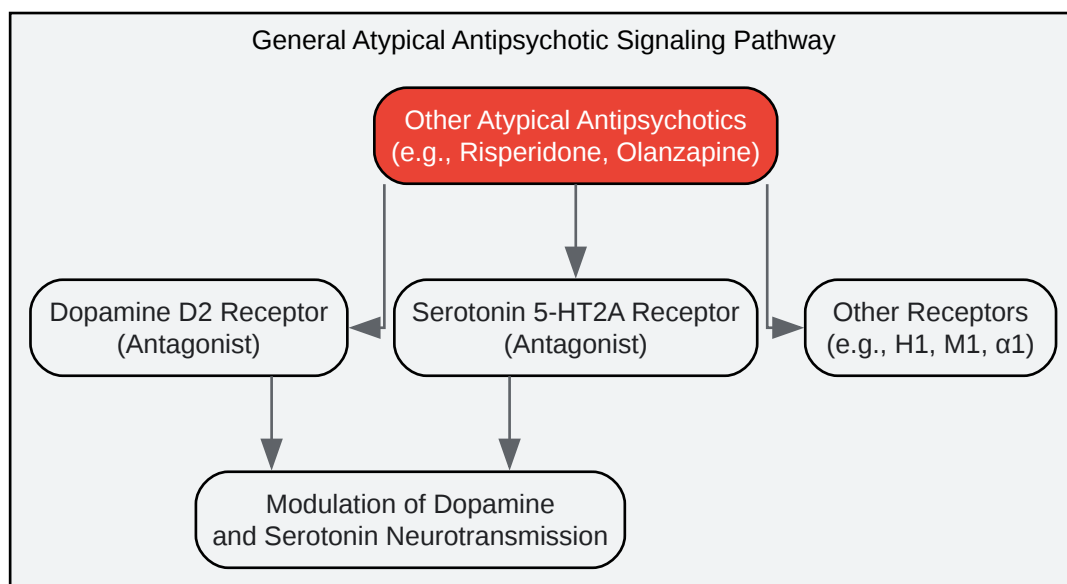 General Atypical Antipsychotic Signaling Pathway
Other Atypical Antipsychotics
(e.g., Risperidone, Olanzapine)
Dopamine D2 Receptor
(Antagonist)
Serotonin 5-HT2A Receptor
(Antagonist)
Other Receptors
(e.g., H1, M1, α1)
Modulation of Dopamine
and Serotonin Neurotransmission